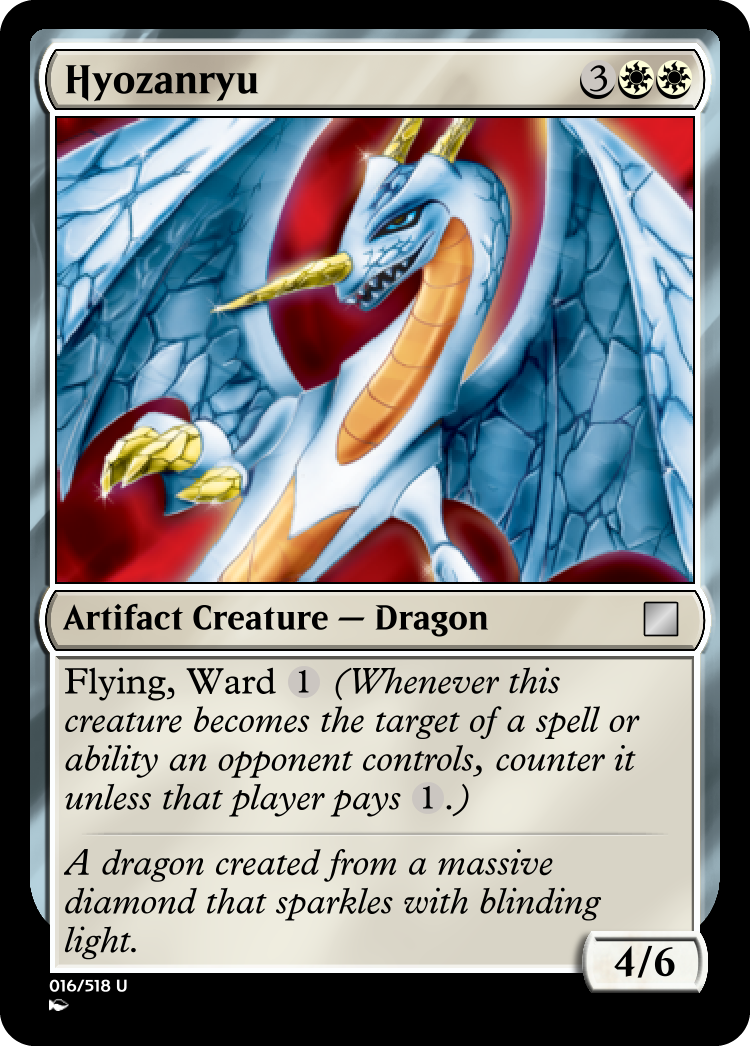 Hyozanryu 3
Artifact Creature — Dragon
Flying, Ward 1 (Whenever this
creature becomes the target of a spell or
ability an opponent controls, counter it
unless that player pays 1.)
A dragon created from a massive
diamond that sparkles with blinding
light.
4/6
016/518 U